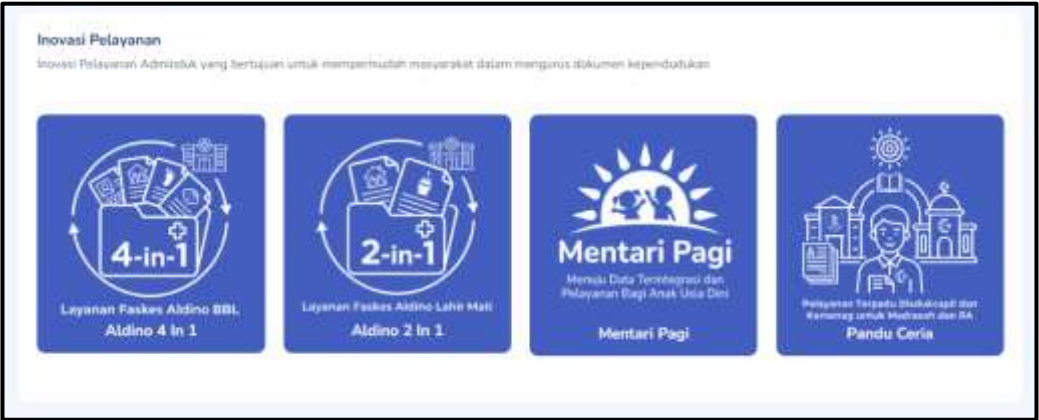 Inovasi Pelayanan
Inovasi Pelayanan Adminduk yang bertujuan untuk mempermudah masyarakat dalam mengurus dokumen kependudukan
4-in-1
Layanan Faskes Aldino BBL
Aldino 4 In 1
2-in-1
Layanan Faskes Aldino Lahir Mati
Aldino 2 In 1
Mentari Pagi
Menuju Data Terintegrasi dan
Pelayanan Bagi Anak Usia Dini
Mentari Pagi
Pelayanan Terpadu Disdukcapil dan
Kemenag untuk Madrasah dan RA
Pandu Ceria